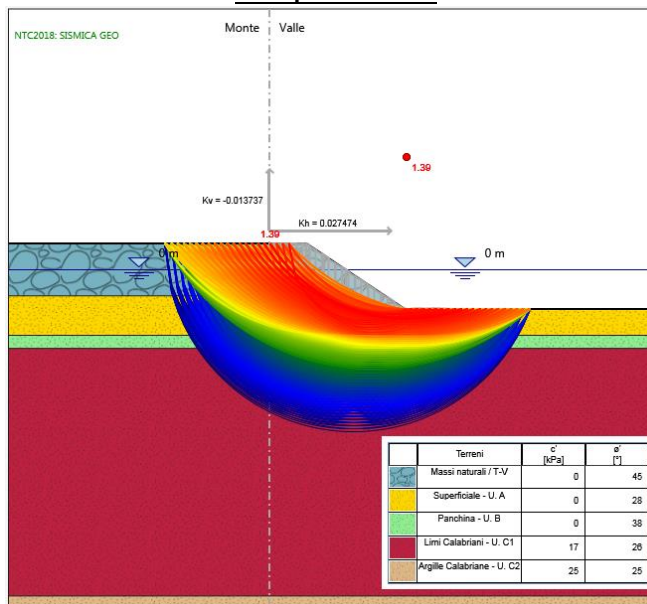 Monte Valle
NTC2018: SISMICA GEO
1.39
Kv = -0.013737
Kh = 0.027474
1.39
0 m
0 m
Terreni c' [kPa] ø' [°]
Massi naturali / T-V 0 45
Superficiale - U. A 0 28
Panchina - U. B 0 38
Limi Calabriani - U. C1 17 26
Argille Calabriane - U. C2 25 25